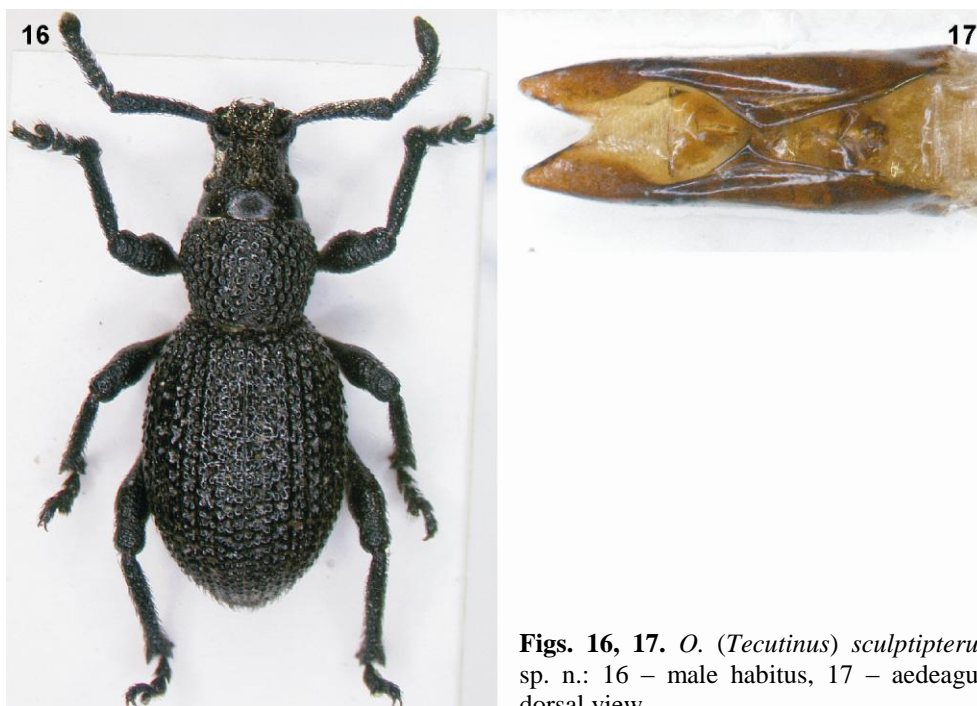 16
17
Figs. 16, 17. O. (Tecutinus) sculptipteru
sp. n.: 16 – male habitus, 17 – aedeagu
dorsal view